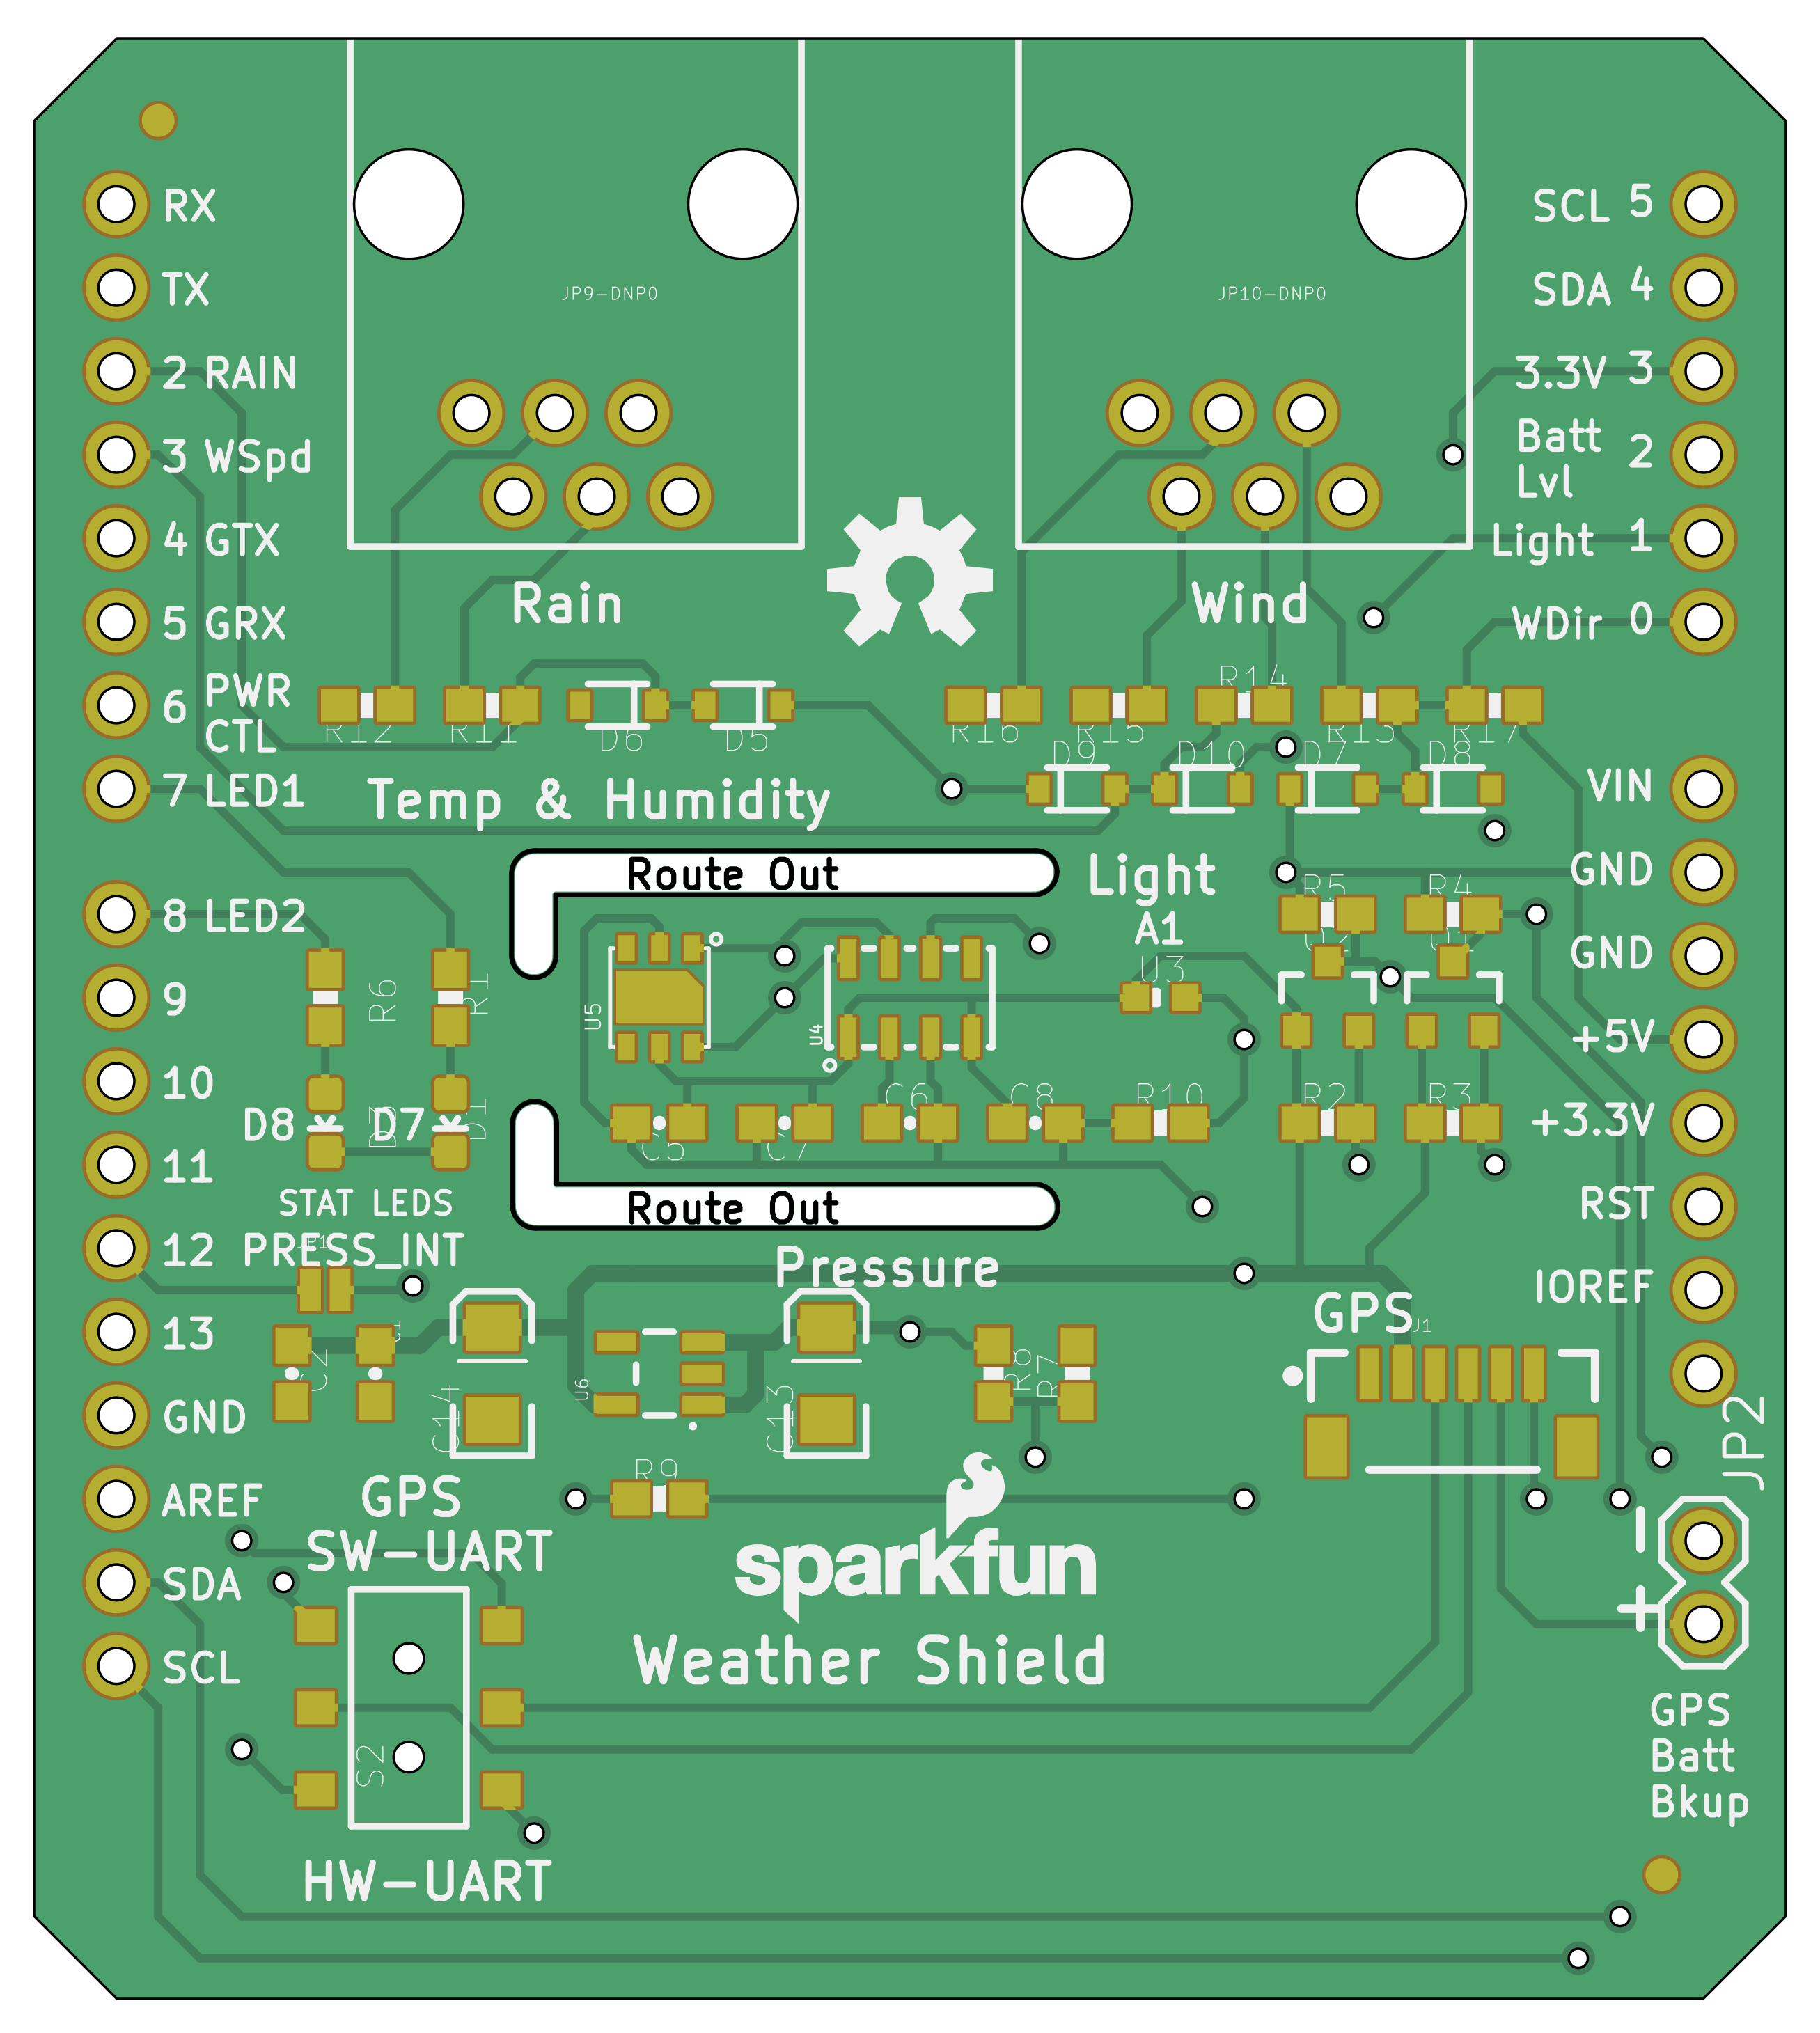 RX
TX
2 RAIN
3 WSpd
4 GTX
5 GRX
6 PWR
CTL
7 LED1
8 LED2
9
10
11
12
13
GND
AREF
SDA
SCL
JP9-DNP0
JP10-DNP0
SCL 5
SDA 4
3.3V 3
Batt
Lvl 2
Light 1
WDir 0
VIN
GND
GND
+5V
+3.3V
RST
IOREF
Rain
Wind
R12
R11
D6
D5
R16
R15
R14
R13
R17
D9
D10
D7
D8
Temp & Humidity
Route Out
Light
A1
R5
R4
U3
R6
R1
U5
U4
D8
D3
D7
D1
C5
C7
C6
C8
R10
R2
R3
STAT LEDS
PRESS_INT
JP1
Route Out
Pressure
GPS
J1
C2
C14
U6
C13
R8
R7
R9
JP2
GPS
SW-UART
sparkfun
Weather Shield
-
+
S2
HW-UART
GPS
Batt
Bkup